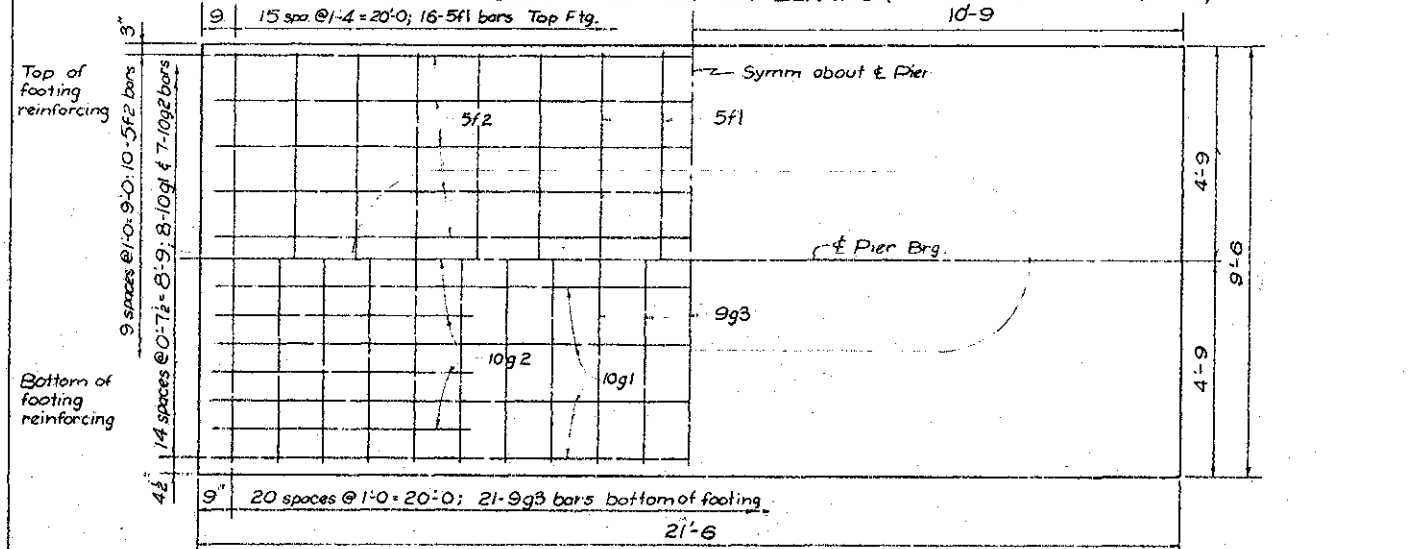 9 15 spa. @1'-4 = 20'-0; 16-5f1 bars Top Ftg.
10'-9
3"
Top of
footing
reinforcing
Symm about ℄ Pier
5f2
5f1
9 spaces @1'-0 = 9'-0; 10-5f2 bars
14 spaces @ 0'-7½ = 8'-9; 8-10g1 & 7-10g2 bars
4'-9
℄ Pier Brg.
9'-6
9g3
10g2
10g1
4'-9
Bottom of
footing
reinforcing
4½"
9" 20 spaces @ 1'-0 = 20'-0; 21-9g3 bars bottom of footing
21'-6